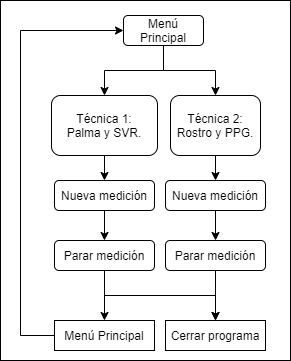 Menú
Principal
Técnica 1:
Palma y SVR.
Técnica 2:
Rostro y PPG.
Nueva medición
Nueva medición
Parar medición
Parar medición
Menú Principal
Cerrar programa